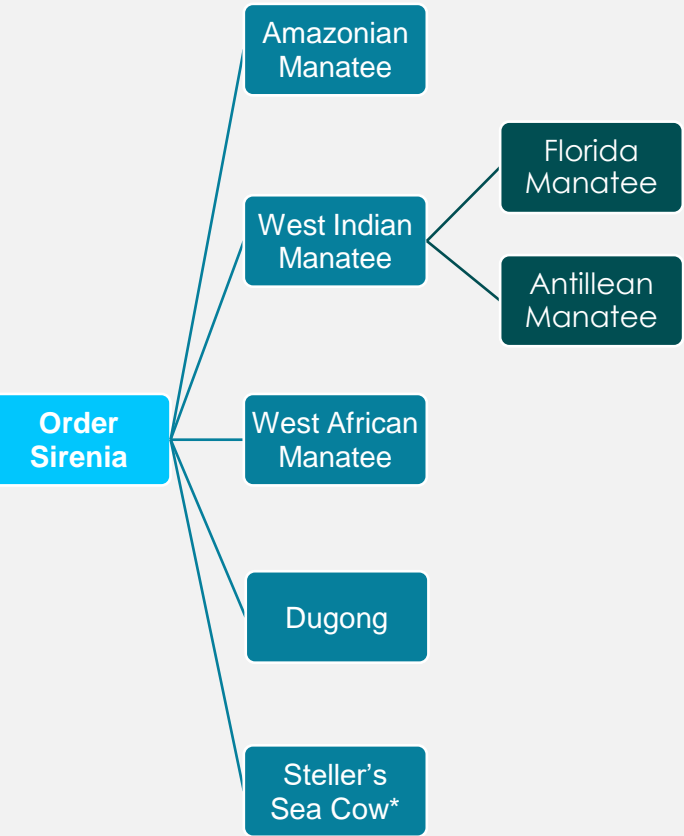 Amazonian
Manatee
Florida
Manatee
West Indian
Manatee
Antillean
Manatee
Order
Sirenia
West African
Manatee
Dugong
Steller’s
Sea Cow*